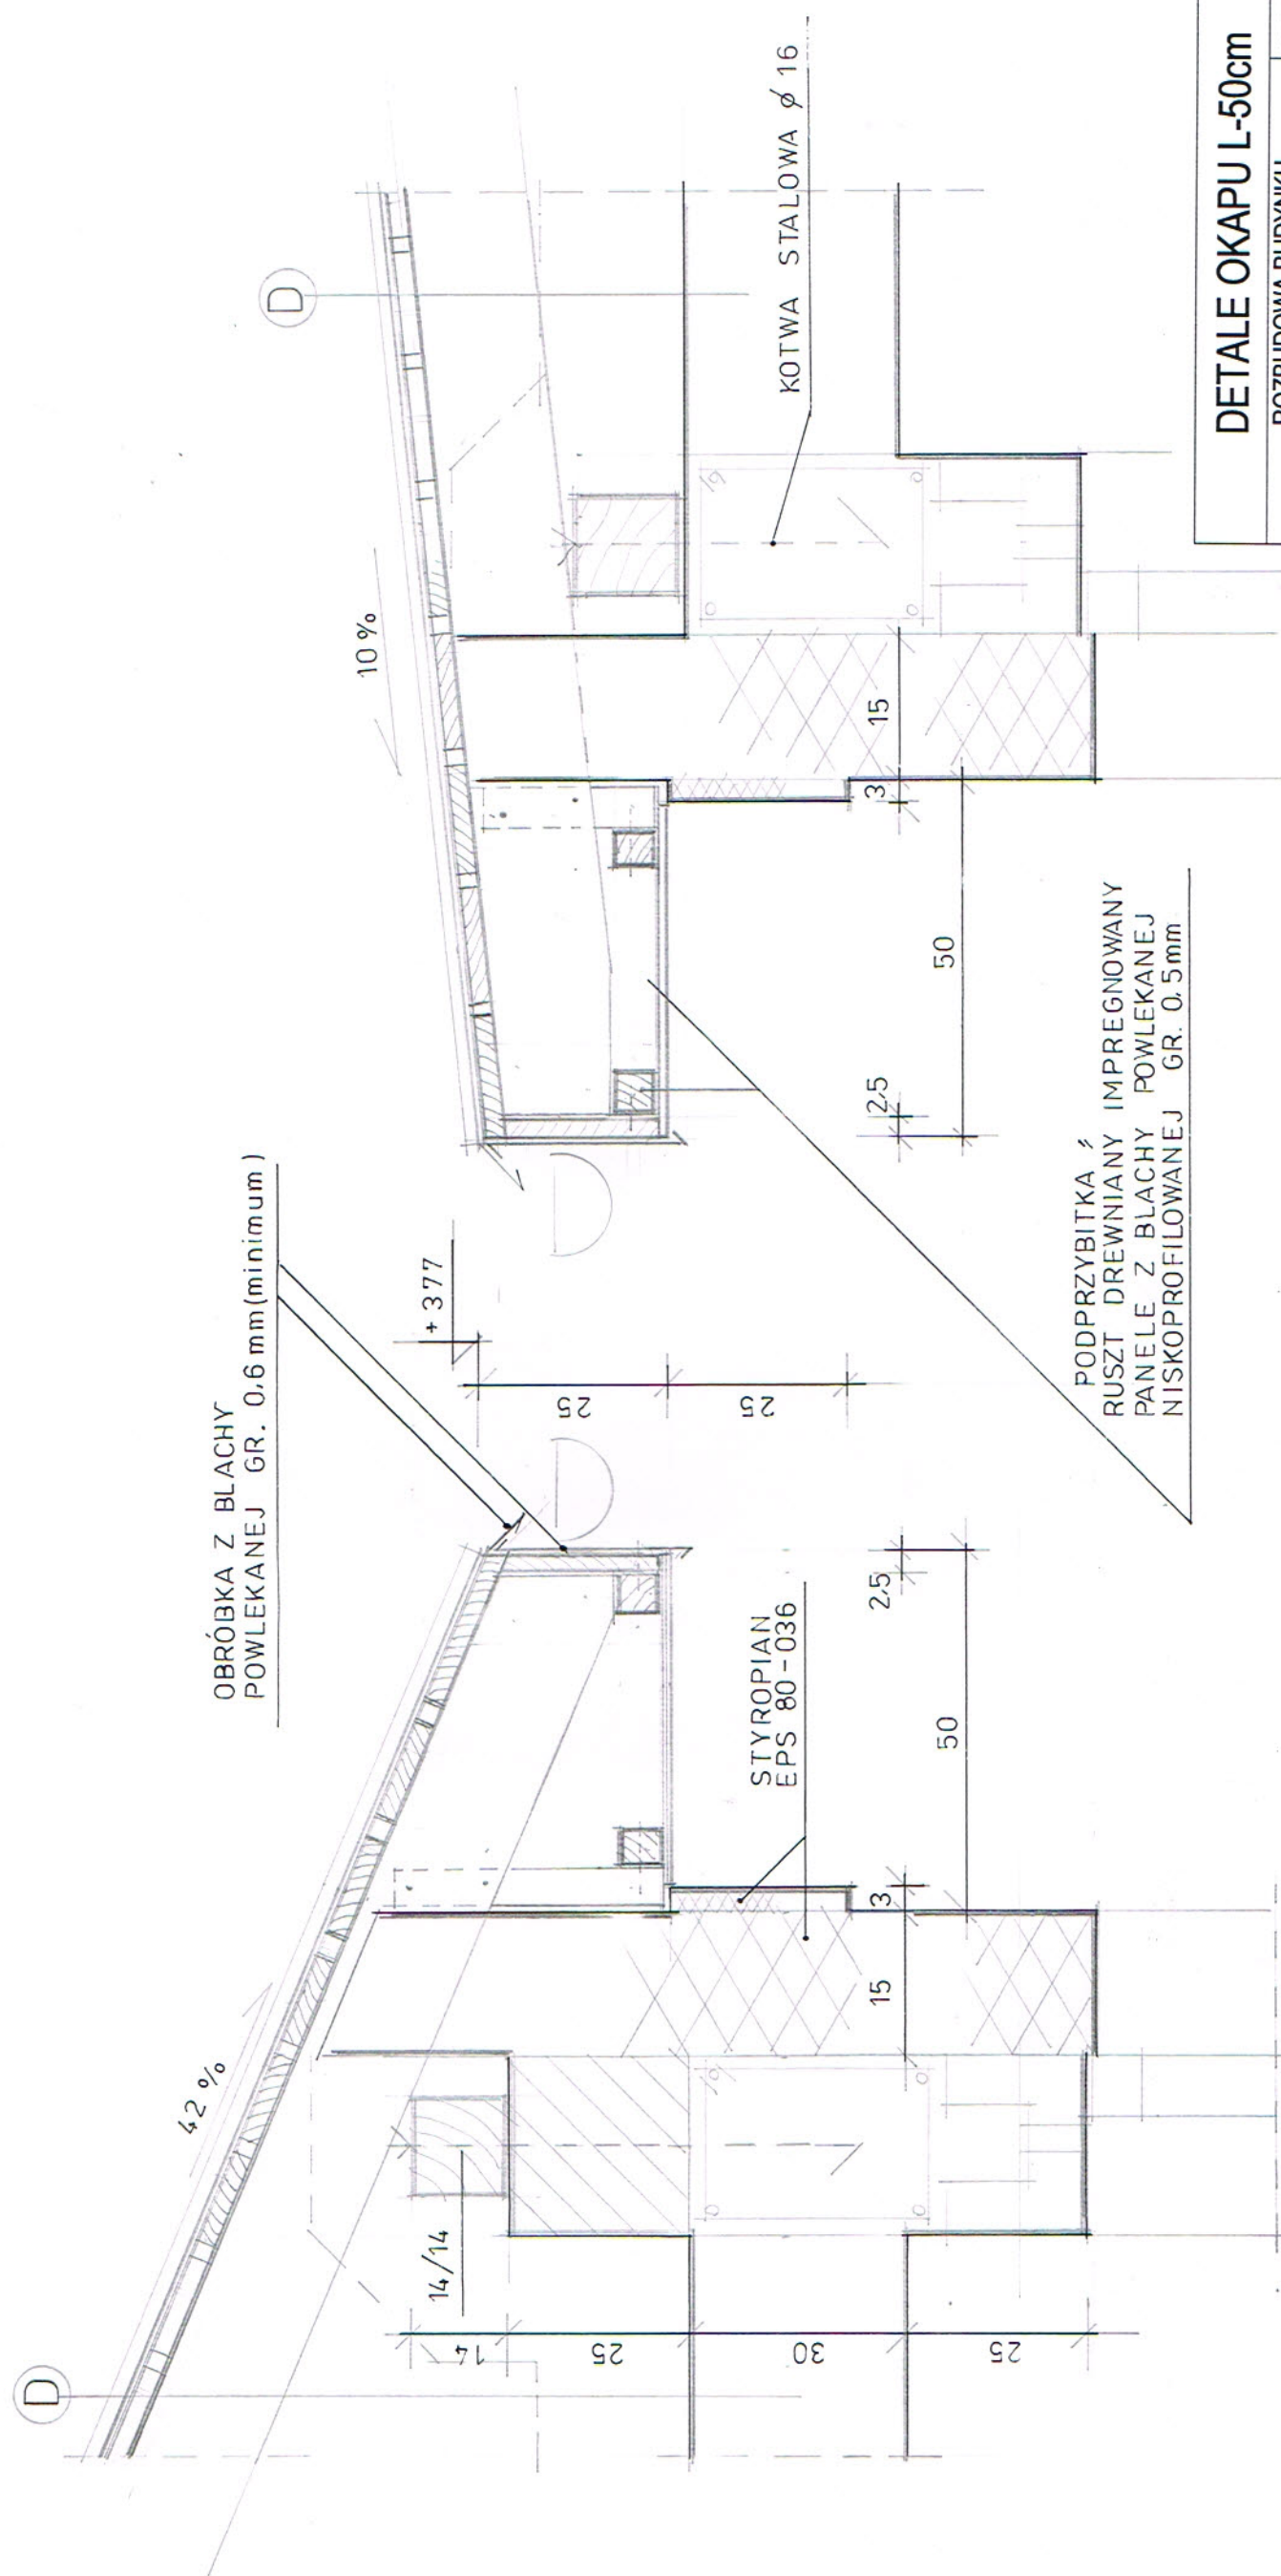 OBRÓBKA Z BLACHY
POWLEKANEJ GR. 0,6 mm (minimum)
D
42 %
14/14
14
25
30
25
15
3
50
2,5
STYROPIAN
EPS 80-036
+377
25
25
10 %
D
KOTWA STALOWA ϕ 16
15
3
50
2,5
PODPRZYBITKA :
RUSZT DREWNIANY IMPREGNOWANY
PANELE Z BLACHY POWLEKANEJ
NISKOPROFILOWANEJ GR. 0,5mm
DETALE OKAPU L-50cm
ROZBUDOWA BUDYNKU